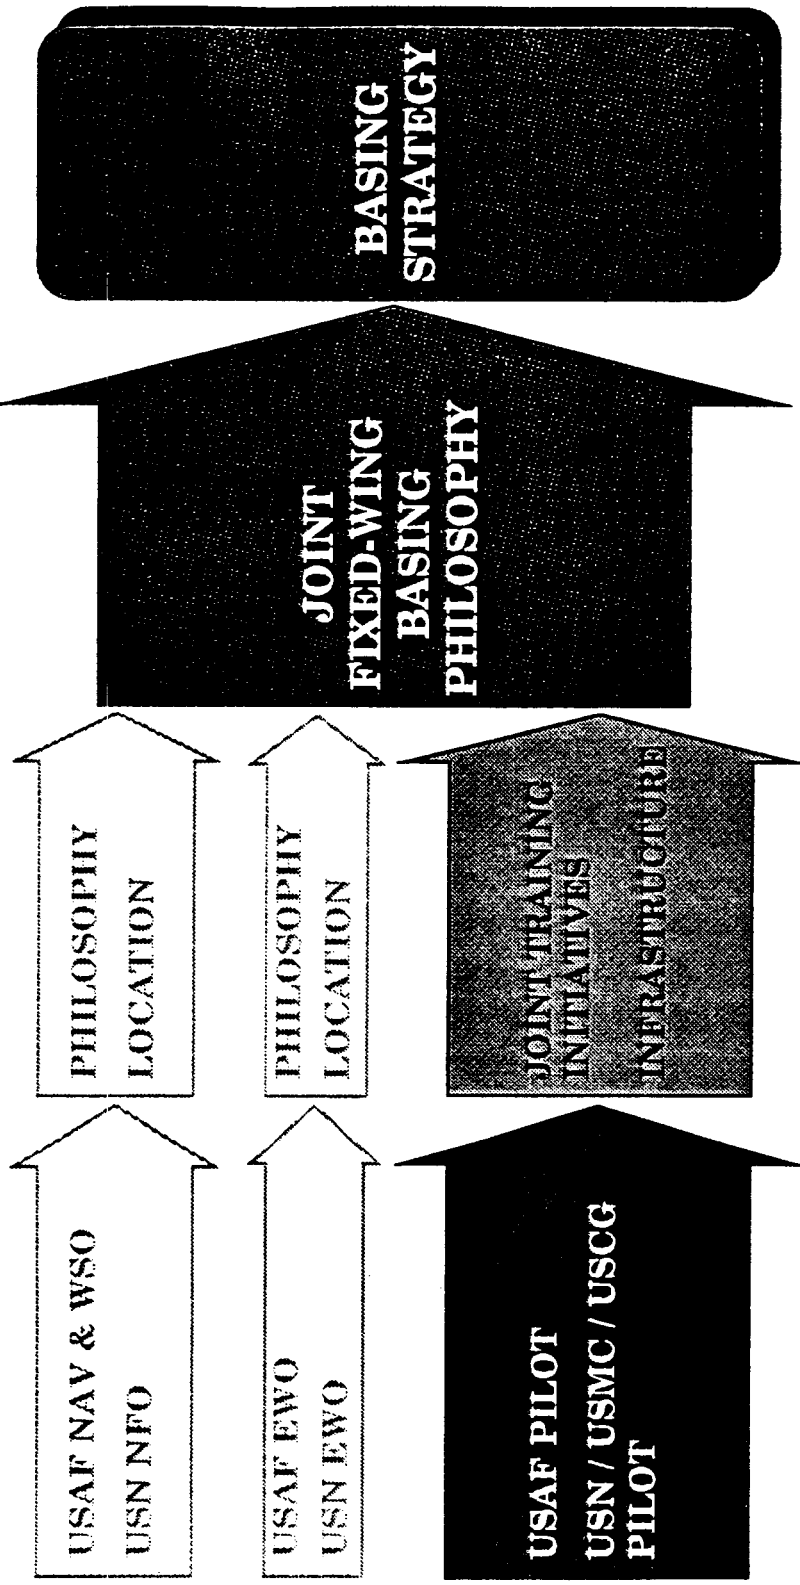 USAF NAV & WSO
USN NFO
PHILOSOPHY
LOCATION
USAF EWO
USN EWO
PHILOSOPHY
LOCATION
USAF PILOT
USN / USMC / USCG
PILOT
JOINT TRAINING
INITIATIVES
INFRASTRUCTURE
JOINT
FIXED-WING
BASING
PHILOSOPHY
BASING
STRATEGY